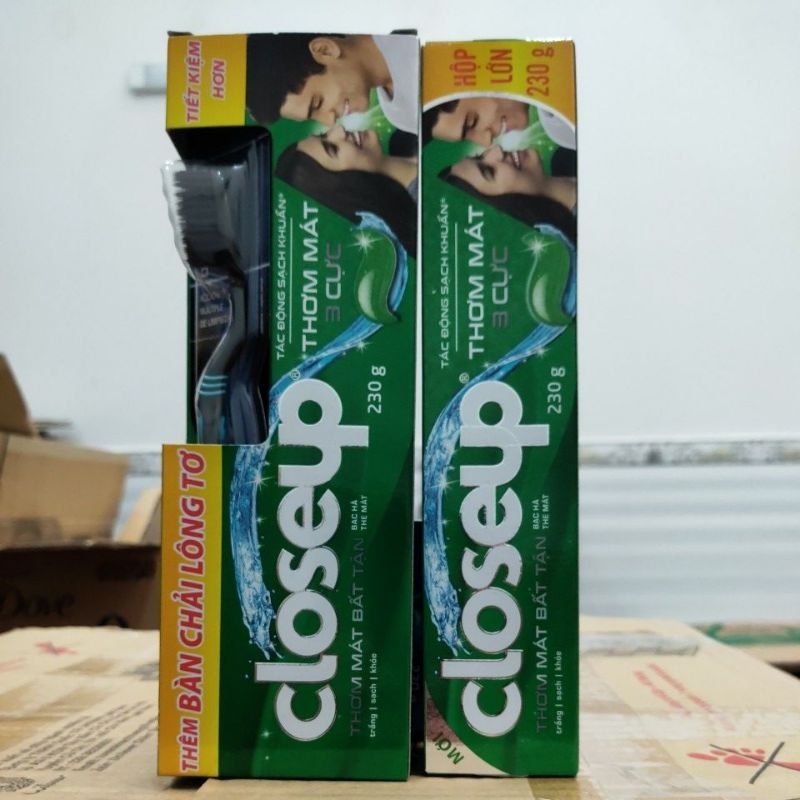 TIẾT KIỆM
HƠN
THÊM BÀN CHẢI LÔNG TƠ
TÁC ĐỘNG SẠCH KHUẨN*
THƠM MÁT
3 CỰC
230 g
closeup®
BẠC HÀ
THE MÁT
THƠM MÁT BẤT TẬN
trắng | sạch | khỏe
HỘP
LỚN
230 g
TÁC ĐỘNG SẠCH KHUẨN*
THƠM MÁT
3 CỰC
230 g
closeup®
BẠC HÀ
THE MÁT
THƠM MÁT BẤT TẬN
trắng | sạch | khỏe
MỚI
Dove